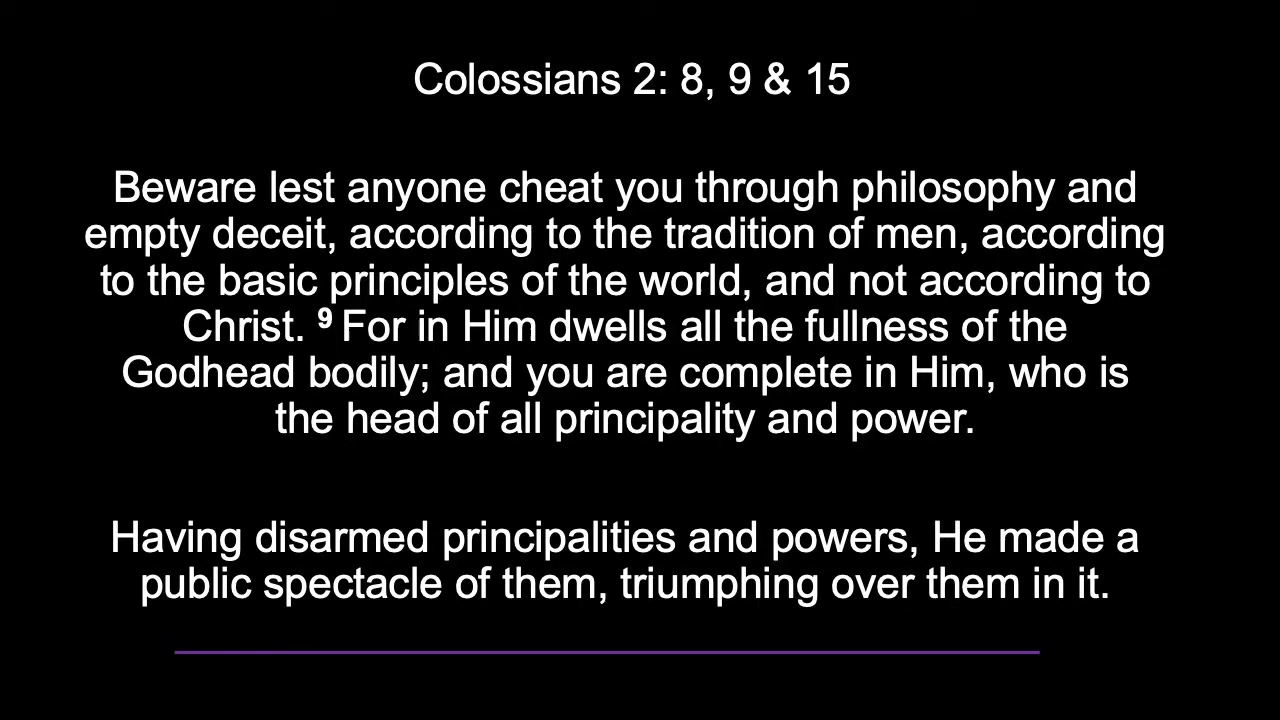 Colossians 2: 8, 9 & 15
Beware lest anyone cheat you through philosophy and
empty deceit, according to the tradition of men, according
to the basic principles of the world, and not according to
Christ. 9 For in Him dwells all the fullness of the
Godhead bodily; and you are complete in Him, who is
the head of all principality and power.
Having disarmed principalities and powers, He made a
public spectacle of them, triumphing over them in it.